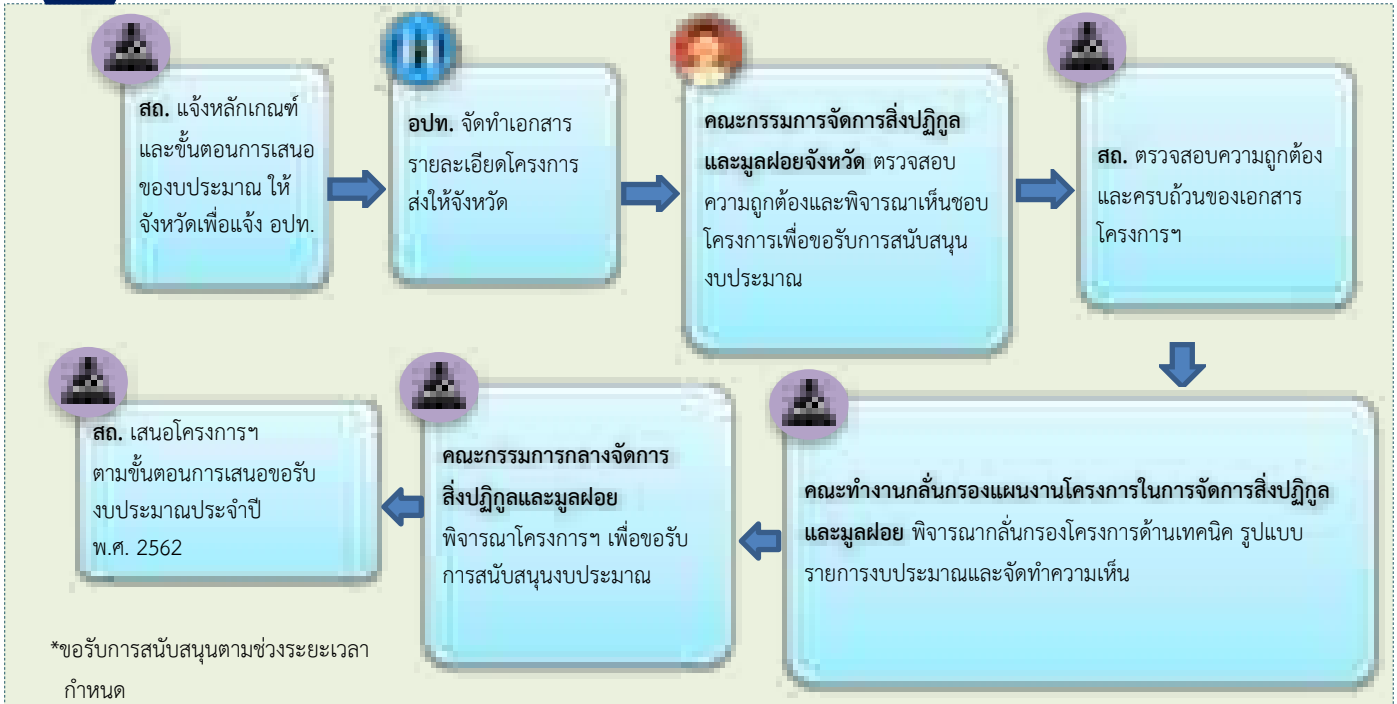 สถ. แจ้งหลักเกณฑ์
และขั้นตอนการเสนอ
ของบประมาณ ให้
จังหวัดเพื่อแจ้ง อปท.
อปท. จัดทำเอกสาร
รายละเอียดโครงการ
ส่งให้จังหวัด
คณะกรรมการจัดการสิ่งปฏิกูล
และมูลฝอยจังหวัด ตรวจสอบ
ความถูกต้องและพิจารณาเห็นชอบ
โครงการเพื่อขอรับการสนับสนุน
งบประมาณ
สถ. ตรวจสอบความถูกต้อง
และครบถ้วนของเอกสาร
โครงการฯ
คณะทำงานกลั่นกรองแผนงานโครงการในการจัดการสิ่งปฏิกูล
และมูลฝอย พิจารณากลั่นกรองโครงการด้านเทคนิค รูปแบบ
รายการงบประมาณและจัดทำความเห็น
คณะกรรมการกลางจัดการ
สิ่งปฏิกูลและมูลฝอย
พิจารณาโครงการฯ เพื่อขอรับ
การสนับสนุนงบประมาณ
สถ. เสนอโครงการฯ
ตามขั้นตอนการเสนอขอรับ
งบประมาณประจำปี
พ.ศ. 2562
*ขอรับการสนับสนุนตามช่วงระยะเวลา
กำหนด